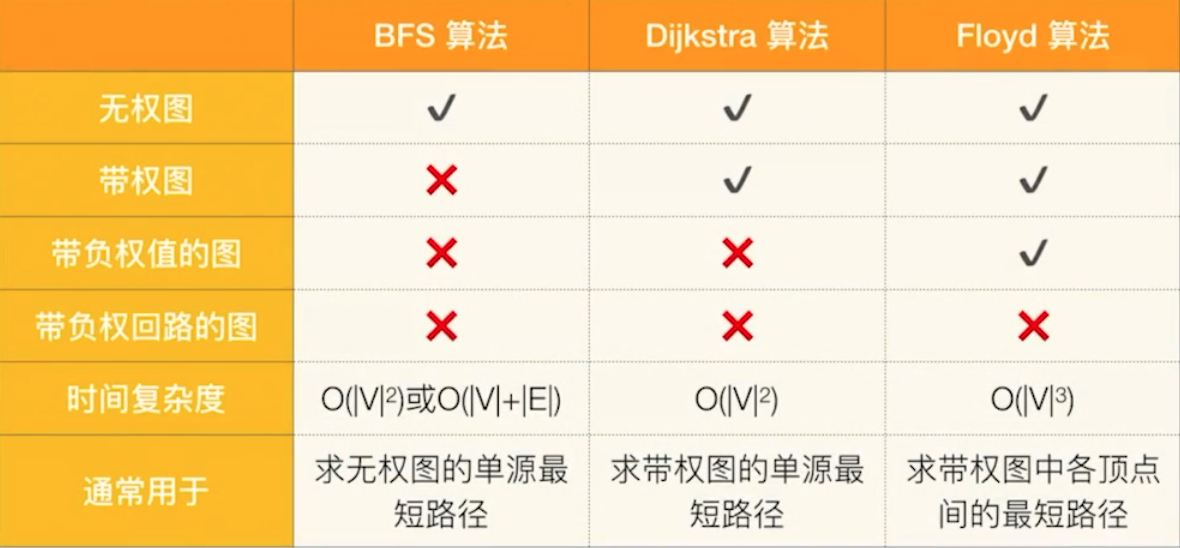 BFS 算法 Dijkstra 算法 Floyd 算法
无权图 ✓ ✓ ✓
带权图 ✕ ✓ ✓
带负权值的图 ✕ ✕ ✓
带负权回路的图 ✕ ✕ ✕
时间复杂度 O(|V|²)或O(|V|+|E|) O(|V|²) O(|V|³)
通常用于 求无权图的单源最 求带权图的单源最 求带权图中各顶点
短路径 短路径 间的最短路径